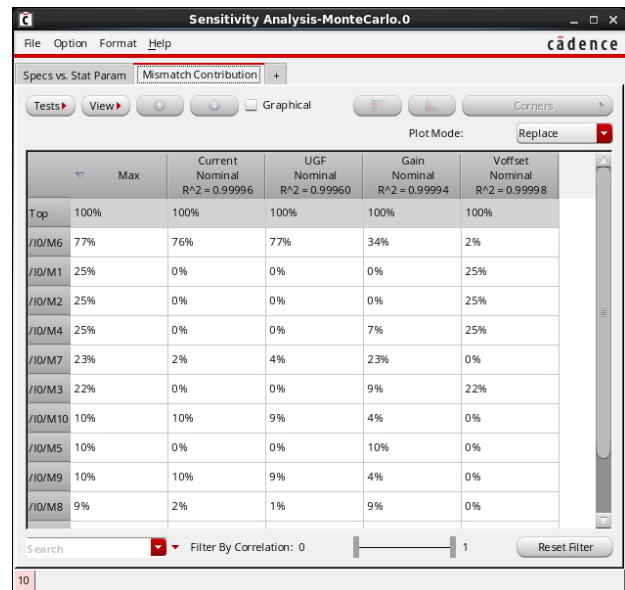 Sensitivity Analysis-MonteCarlo.0
File Option Format Help cādence
Specs vs. Stat Param Mismatch Contribution +
Tests View Graphical Corners
Plot Mode: Replace
Max Current Nominal R^2 = 0.99996 UGF Nominal R^2 = 0.99960 Gain Nominal R^2 = 0.99994 Voffset Nominal R^2 = 0.99998
Top 100% 100% 100% 100% 100%
/I0/M6 77% 76% 77% 34% 2%
/I0/M1 25% 0% 0% 0% 25%
/I0/M2 25% 0% 0% 0% 25%
/I0/M4 25% 0% 0% 7% 25%
/I0/M7 23% 2% 4% 23% 0%
/I0/M3 22% 0% 0% 9% 22%
/I0/M10 10% 10% 9% 4% 0%
/I0/M5 10% 0% 0% 10% 0%
/I0/M9 10% 10% 9% 4% 0%
/I0/M8 9% 2% 1% 9% 0%
Search Filter By Correlation: 0 1 Reset Filter
10